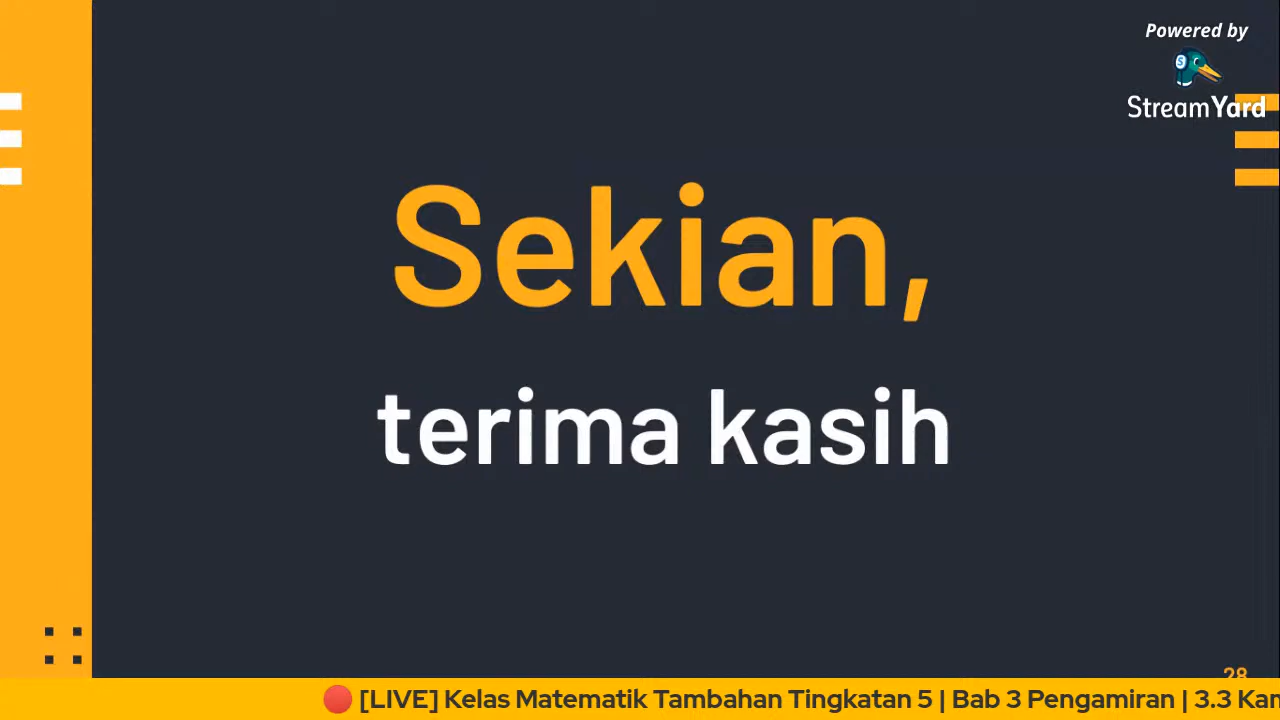 Powered by
StreamYard
Sekian,
terima kasih
28
🔴 [LIVE] Kelas Matematik Tambahan Tingkatan 5 | Bab 3 Pengamiran | 3.3